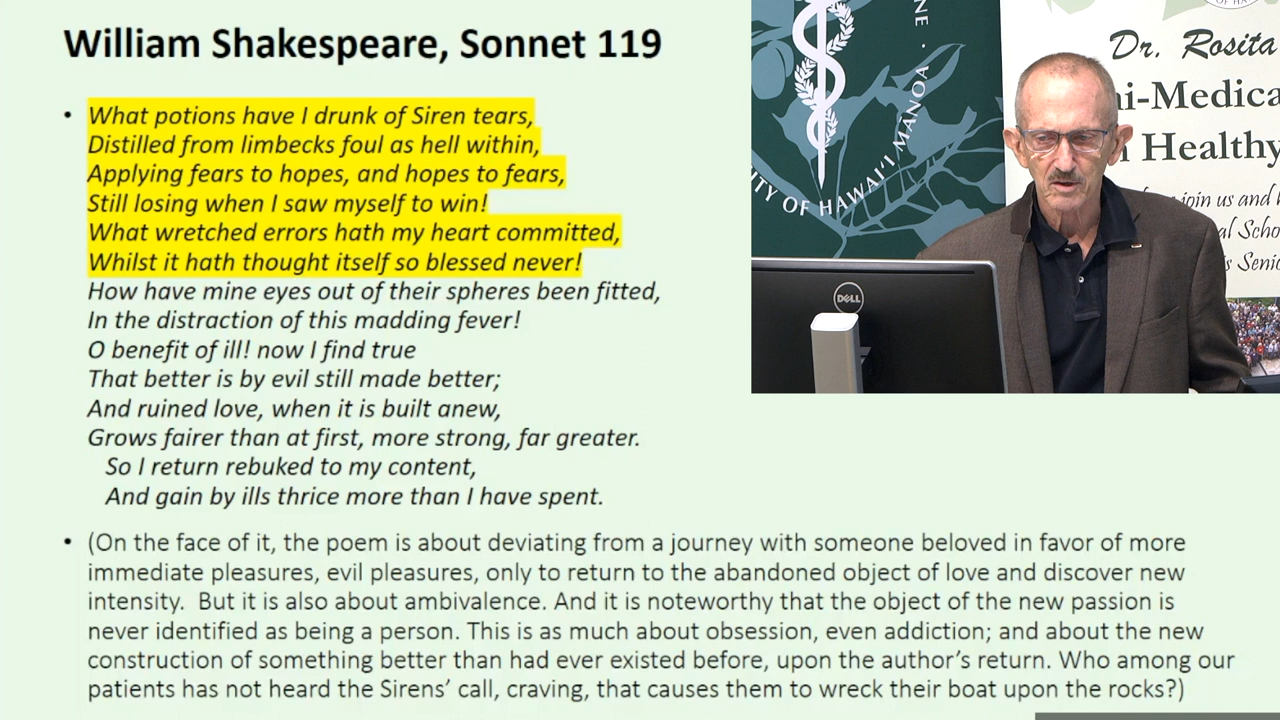 William Shakespeare, Sonnet 119
• What potions have I drunk of Siren tears,
Distilled from limbecks foul as hell within,
Applying fears to hopes, and hopes to fears,
Still losing when I saw myself to win!
What wretched errors hath my heart committed,
Whilst it hath thought itself so blessed never!
How have mine eyes out of their spheres been fitted,
In the distraction of this madding fever!
O benefit of ill! now I find true
That better is by evil still made better;
And ruined love, when it is built anew,
Grows fairer than at first, more strong, far greater.
So I return rebuked to my content,
And gain by ills thrice more than I have spent.
• (On the face of it, the poem is about deviating from a journey with someone beloved in favor of more
immediate pleasures, evil pleasures, only to return to the abandoned object of love and discover new
intensity. But it is also about ambivalence. And it is noteworthy that the object of the new passion is
never identified as being a person. This is as much about obsession, even addiction; and about the new
construction of something better than had ever existed before, upon the author's return. Who among our
patients has not heard the Sirens' call, craving, that causes them to wreck their boat upon the rocks?)
ITY OF HAWAI'I MĀNOA · NE
DELL
Dr. Rosita
ni-Medica
Healthy
join us and
al Scho
s Senio